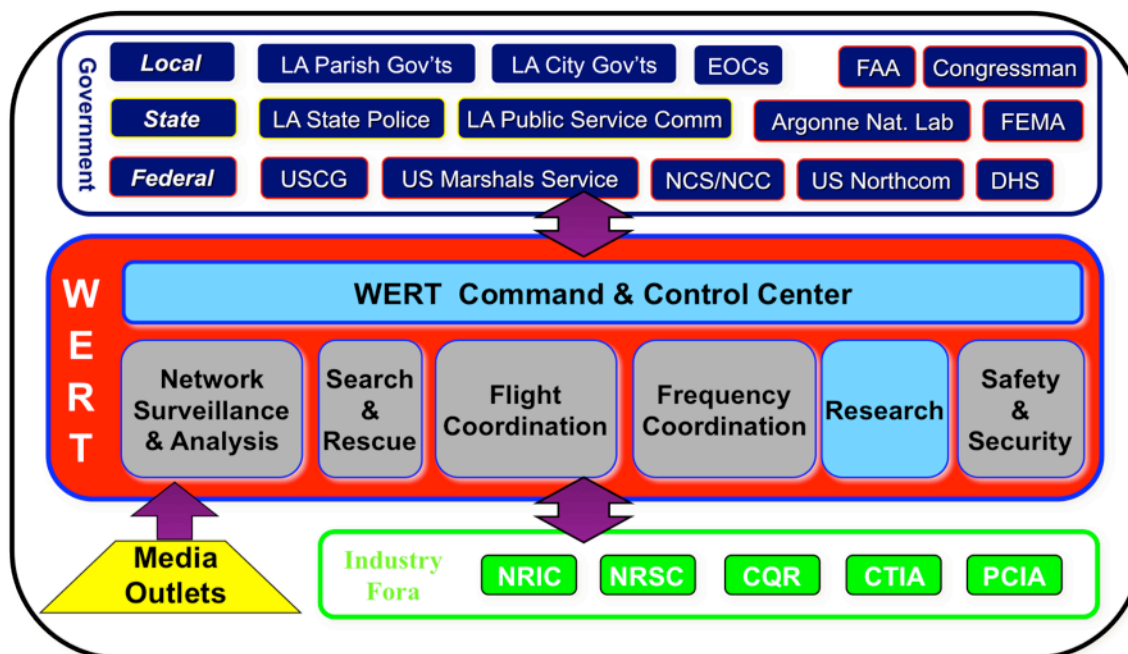 Government
Local
LA Parish Gov'ts
LA City Gov'ts
EOCs
FAA
Congressman
State
LA State Police
LA Public Service Comm
Argonne Nat. Lab
FEMA
Federal
USCG
US Marshals Service
NCS/NCC
US Northcom
DHS
WERT
WERT Command & Control Center
Network
Surveillance
& Analysis
Search
&
Rescue
Flight
Coordination
Frequency
Coordination
Research
Safety
&
Security
Media
Outlets
Industry
Fora
NRIC
NRSC
CQR
CTIA
PCIA